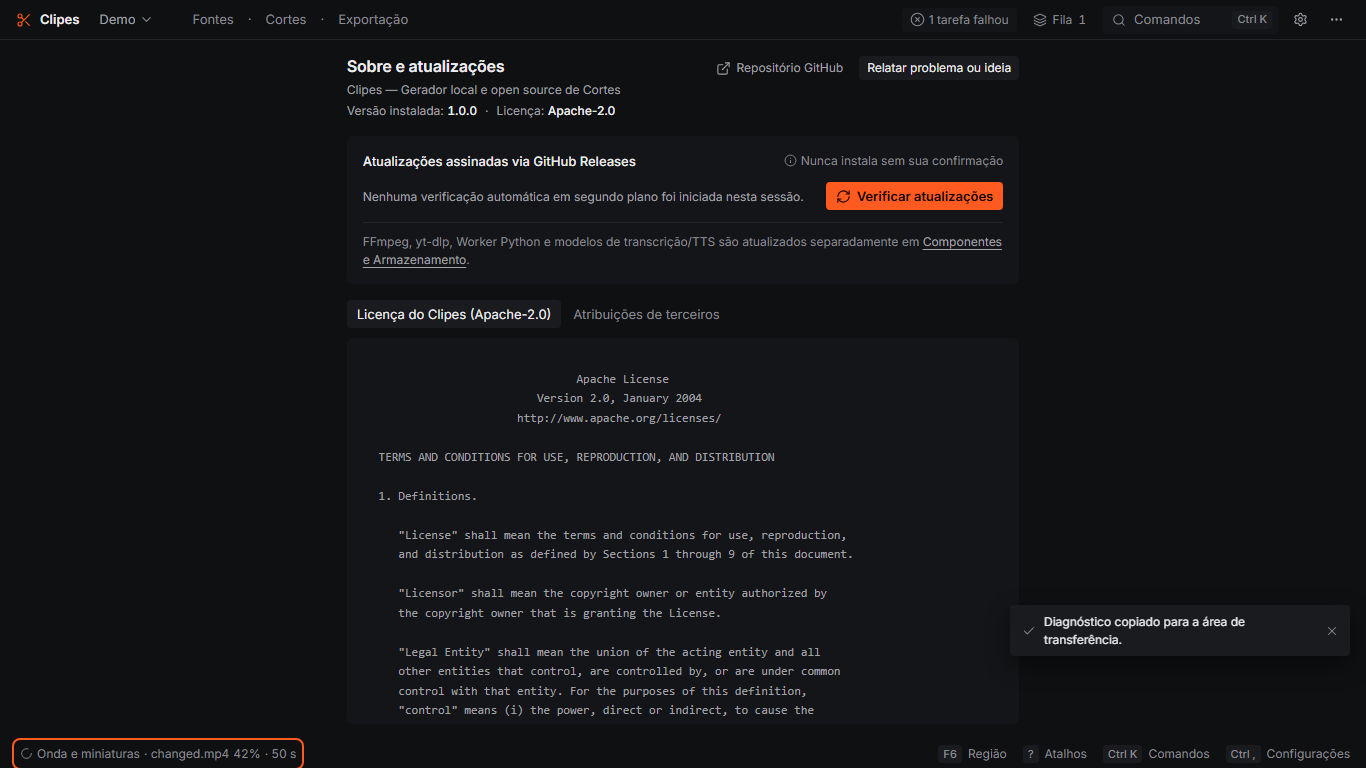 Clipes Demo Fontes · Cortes · Exportação 1 tarefa falhou Fila 1 Comandos Ctrl K
Sobre e atualizações Repositório GitHub Relatar problema ou ideia
Clipes — Gerador local e open source de Cortes
Versão instalada: 1.0.0 · Licença: Apache-2.0
Atualizações assinadas via GitHub Releases Nunca instala sem sua confirmação
Nenhuma verificação automática em segundo plano foi iniciada nesta sessão. Verificar atualizações
FFmpeg, yt-dlp, Worker Python e modelos de transcrição/TTS são atualizados separadamente em Componentes
e Armazenamento.
Licença do Clipes (Apache-2.0) Atribuições de terceiros
Apache License
Version 2.0, January 2004
http://www.apache.org/licenses/
TERMS AND CONDITIONS FOR USE, REPRODUCTION, AND DISTRIBUTION
1. Definitions.
"License" shall mean the terms and conditions for use, reproduction,
and distribution as defined by Sections 1 through 9 of this document.
"Licensor" shall mean the copyright owner or entity authorized by
the copyright owner that is granting the License.
"Legal Entity" shall mean the union of the acting entity and all
other entities that control, are controlled by, or are under common
control with that entity. For the purposes of this definition,
"control" means (i) the power, direct or indirect, to cause the
Diagnóstico copiado para a área de
transferência.
Onda e miniaturas · changed.mp4 42% · 50 s F6 Região ? Atalhos Ctrl K Comandos Ctrl , Configurações